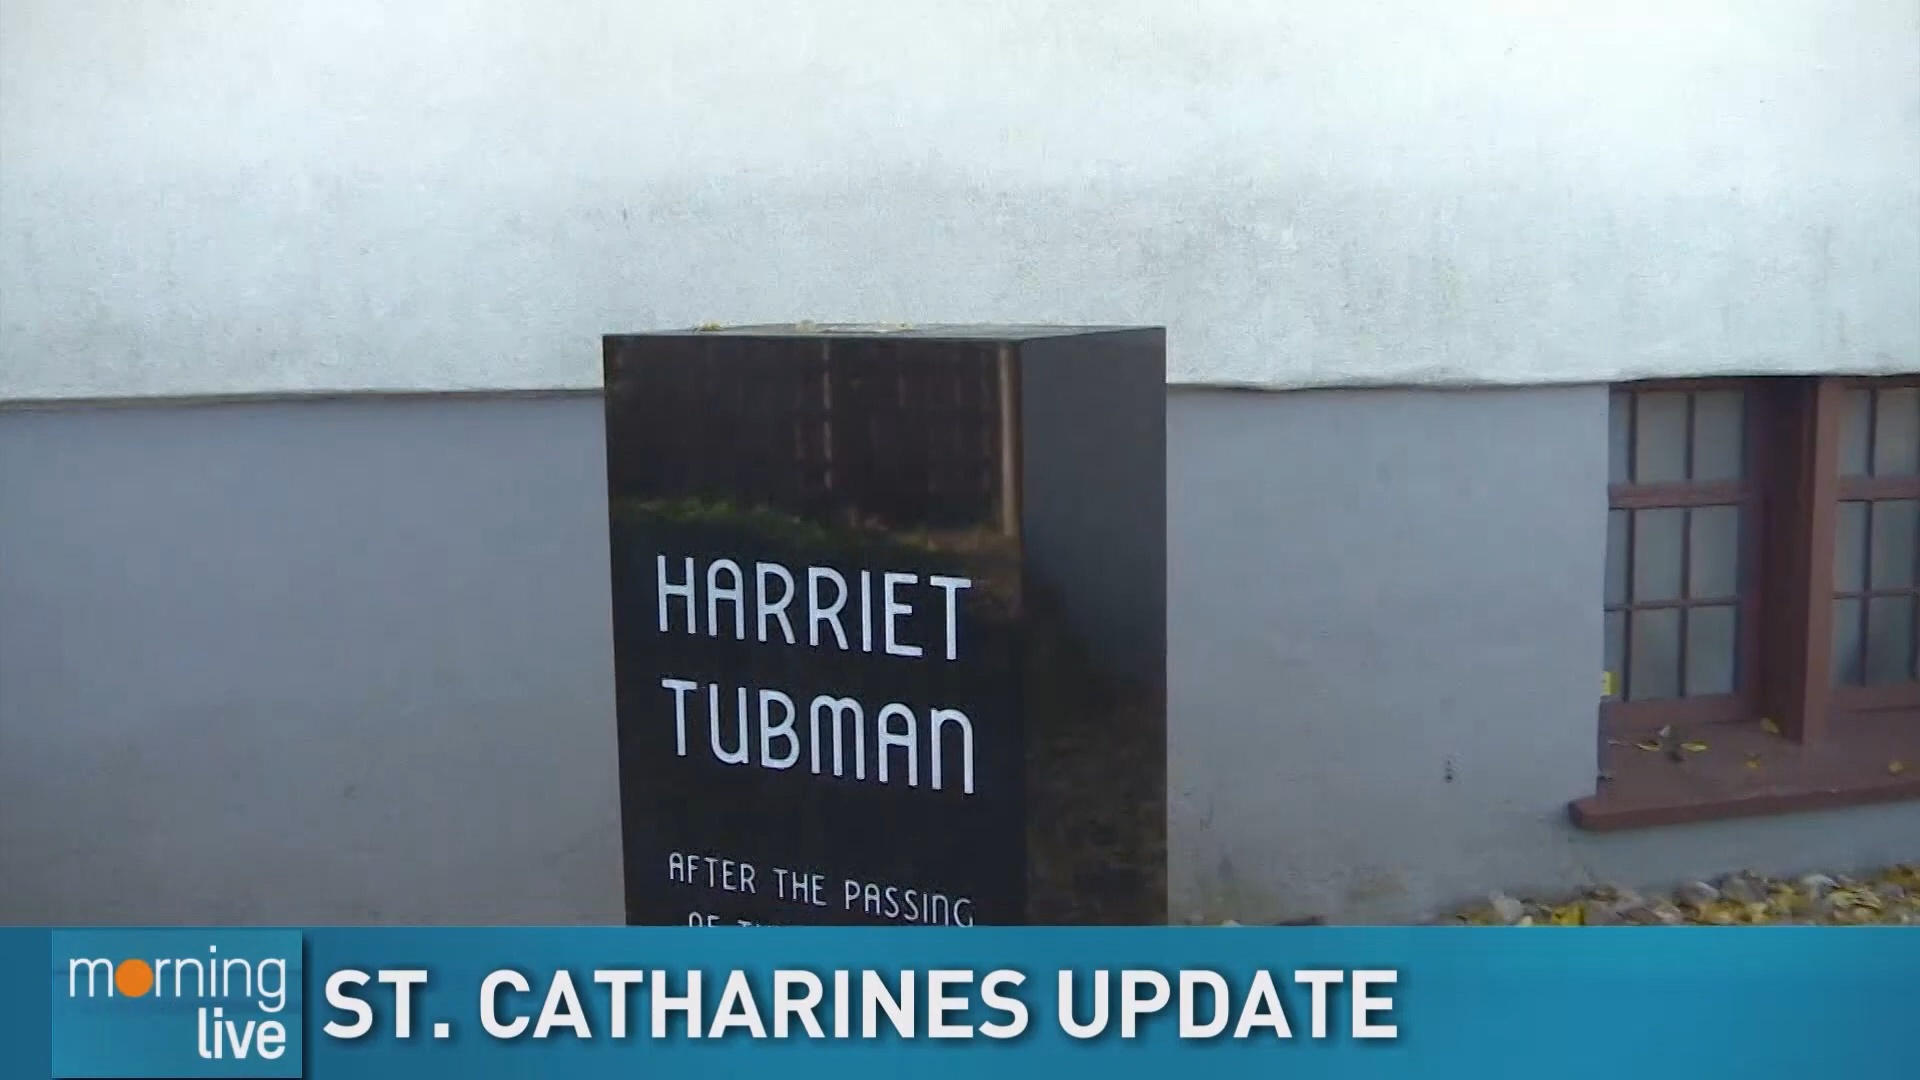 HARRIET
TUBMAN
AFTER THE PASSING
morning
live
ST. CATHARINES UPDATE